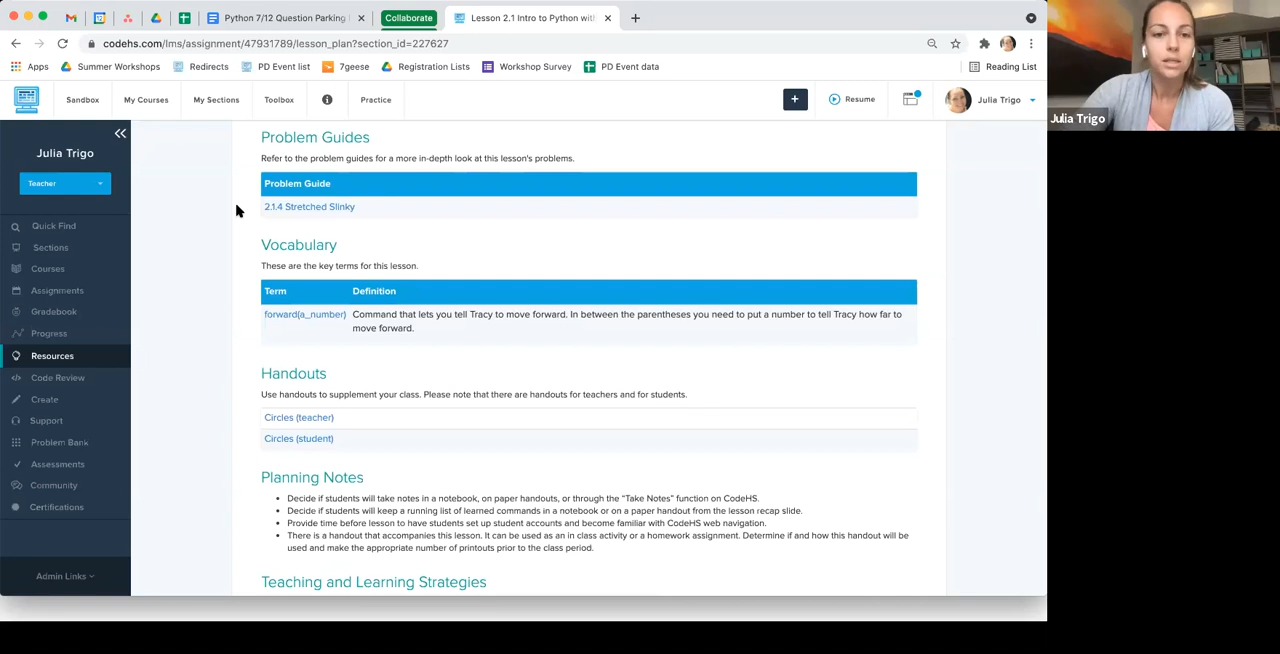 Python 7/12 Question Parking
Collaborate
Lesson 2.1 Intro to Python with
codehs.com/lms/assignment/47931789/lesson_plan?section_id=227627
Apps
Summer Workshops
Redirects
PD Event list
7geese
Registration Lists
Workshop Survey
PD Event data
Reading List
Sandbox
My Courses
My Sections
Toolbox
Practice
+
Resume
Julia Trigo
Julia Trigo
Julia Trigo
Teacher
Quick Find
Sections
Courses
Assignments
Gradebook
Progress
Resources
Code Review
Create
Support
Problem Bank
Assessments
Community
Certifications
Admin Links
Problem Guides
Refer to the problem guides for a more in-depth look at this lesson's problems.
Problem Guide
2.1.4 Stretched Slinky
Vocabulary
These are the key terms for this lesson.
Term Definition
forward(a_number) Command that lets you tell Tracy to move forward. In between the parentheses you need to put a number to tell Tracy how far to
move forward.
Handouts
Use handouts to supplement your class. Please note that there are handouts for teachers and for students.
Circles (teacher)
Circles (student)
Planning Notes
• Decide if students will take notes in a notebook, on paper handouts, or through the "Take Notes" function on CodeHS.
• Decide if students will keep a running list of learned commands in a notebook or on a paper handout from the lesson recap slide.
• Provide time before lesson to have students set up student accounts and become familiar with CodeHS web navigation.
• There is a handout that accompanies this lesson. It can be used as an in class activity or a homework assignment. Determine if and how this handout will be
used and make the appropriate number of printouts prior to the class period.
Teaching and Learning Strategies